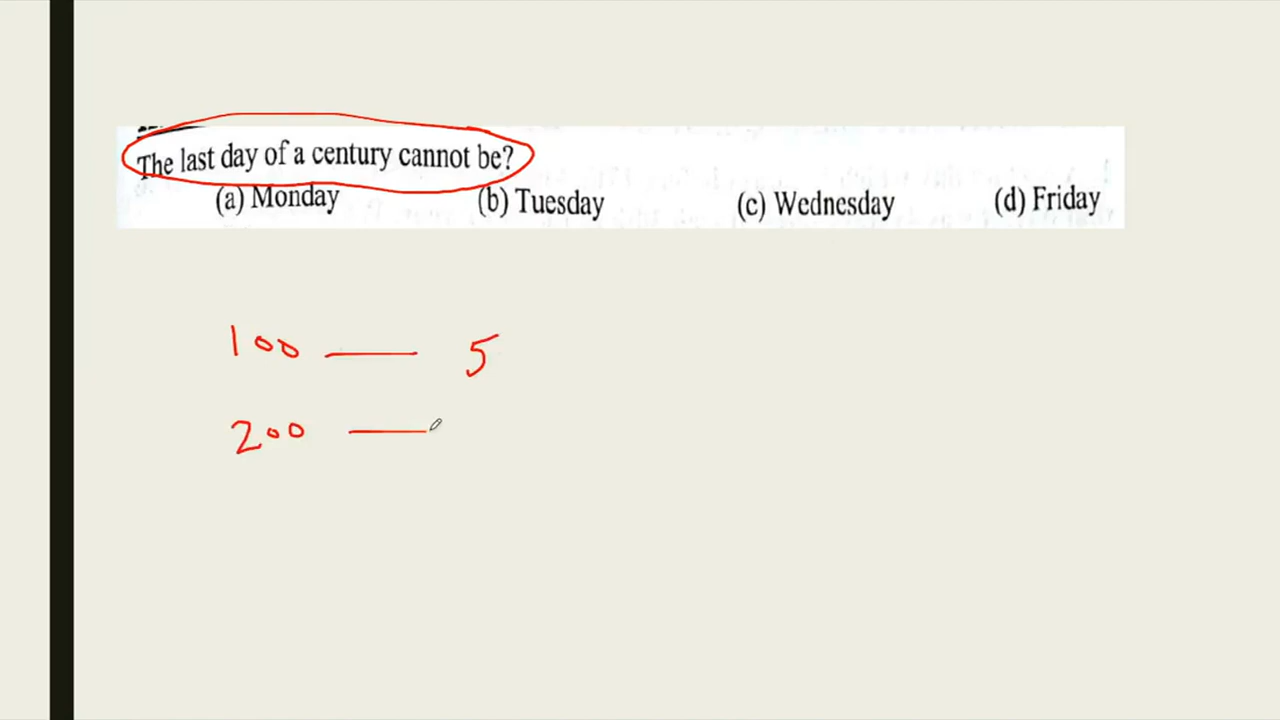 The last day of a century cannot be?
(a) Monday (b) Tuesday (c) Wednesday (d) Friday
100 — 5
200 —